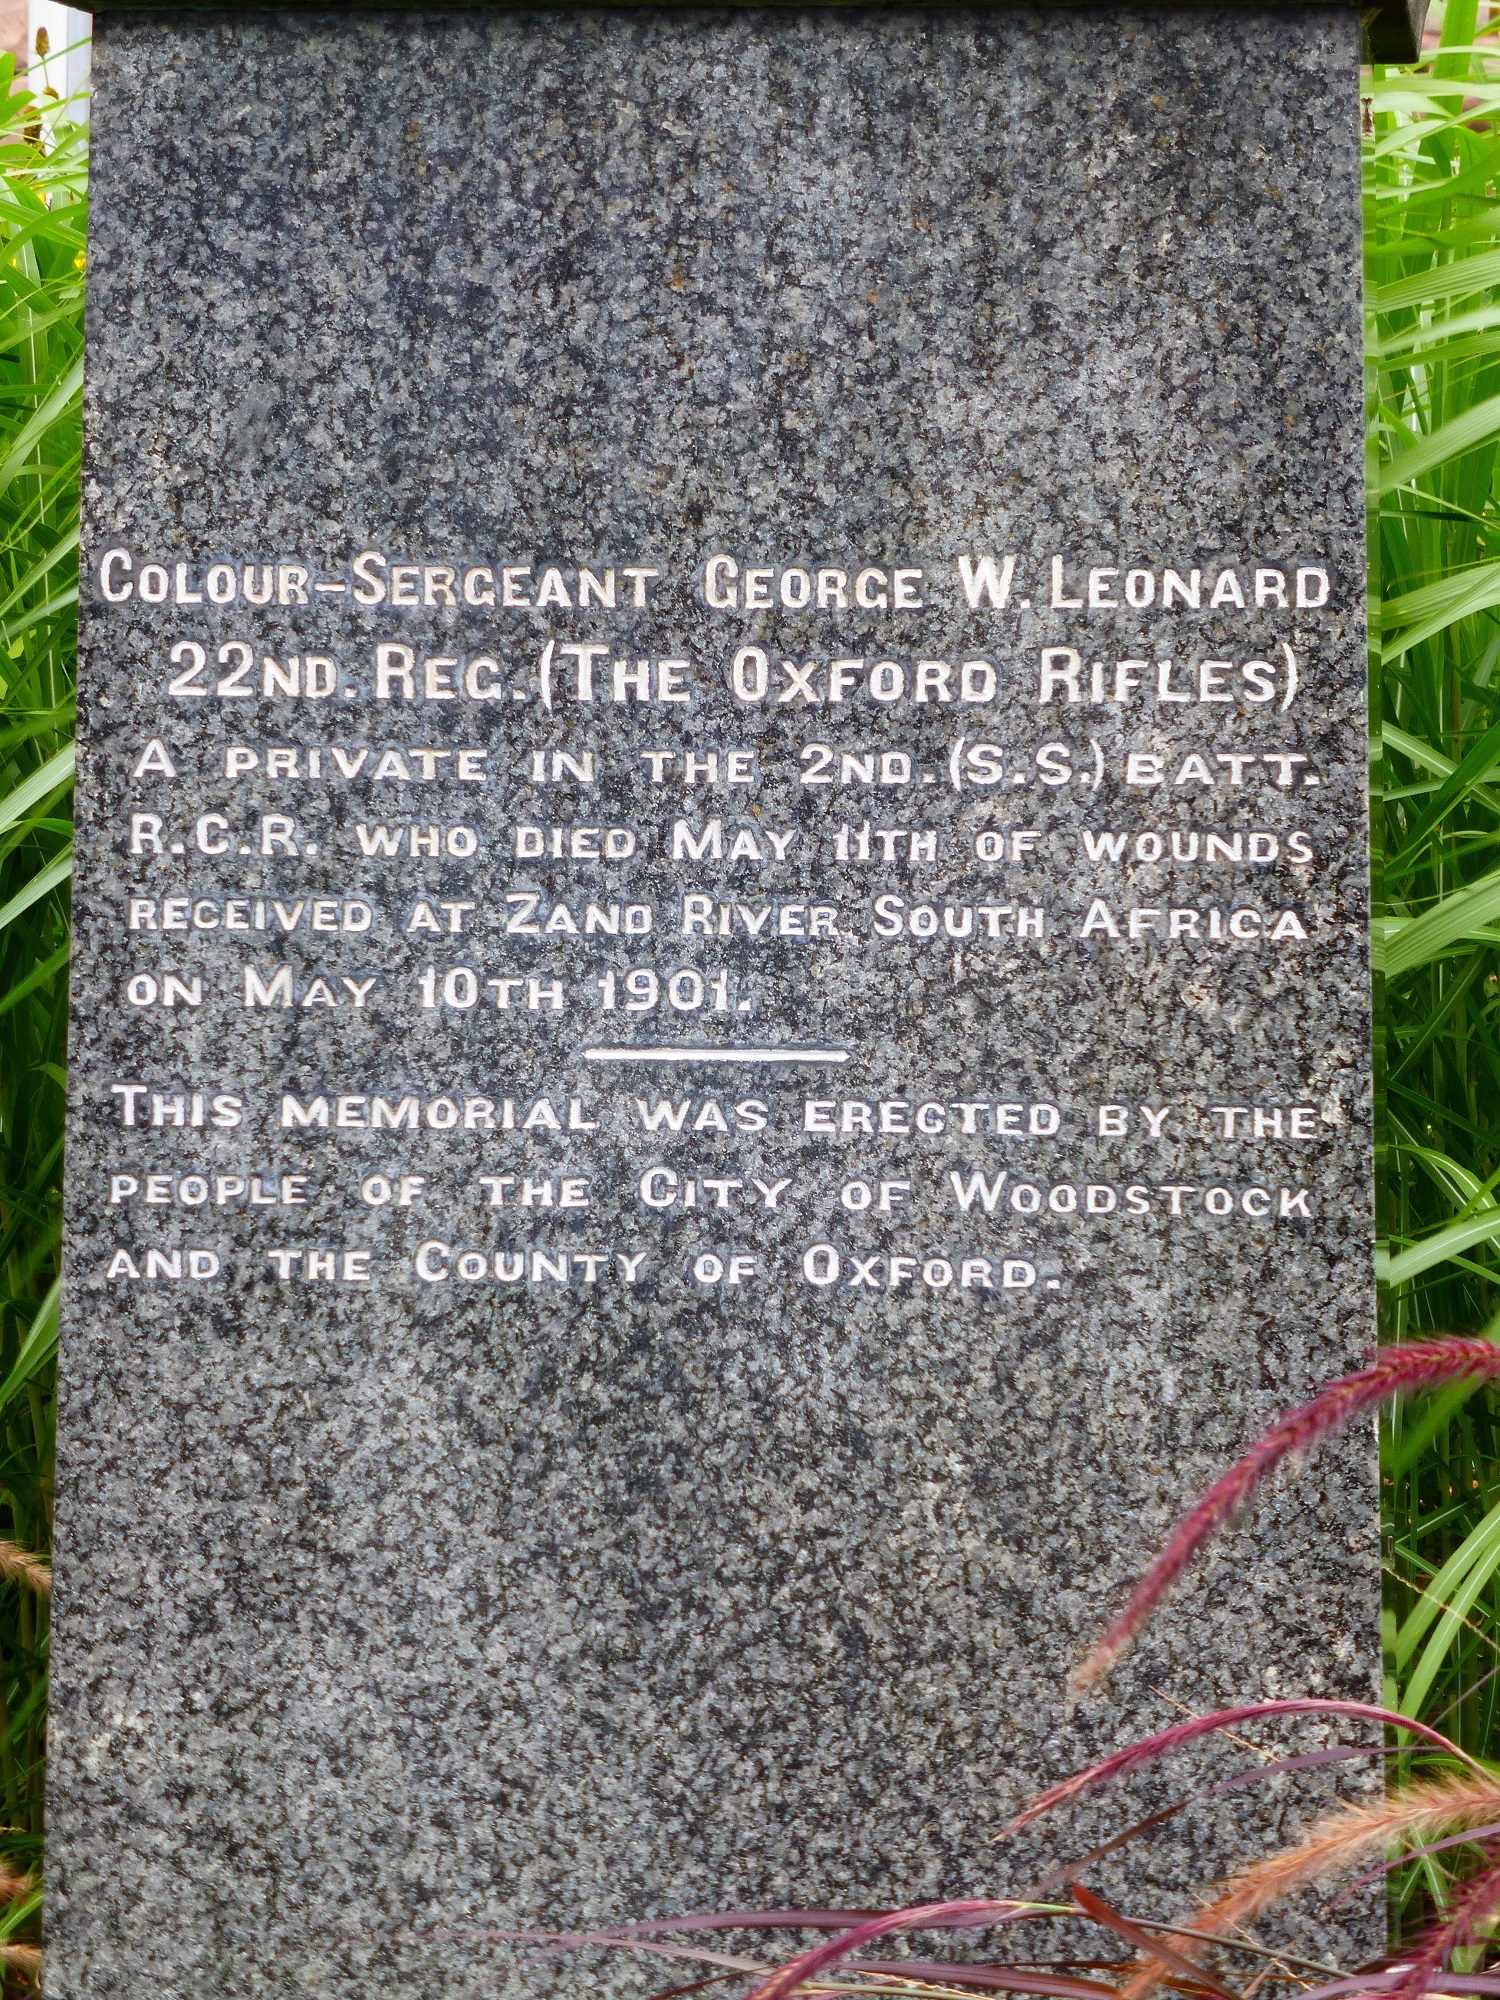 COLOUR-SERGEANT GEORGE W. LEONARD
22ND. REG. (THE OXFORD RIFLES)
A PRIVATE IN THE 2ND. (S.S.) BATT.
R.C.R. WHO DIED MAY 11TH OF WOUNDS
RECEIVED AT ZAND RIVER SOUTH AFRICA
ON MAY 10TH 1901.
THIS MEMORIAL WAS ERECTED BY THE
PEOPLE OF THE CITY OF WOODSTOCK
AND THE COUNTY OF OXFORD.